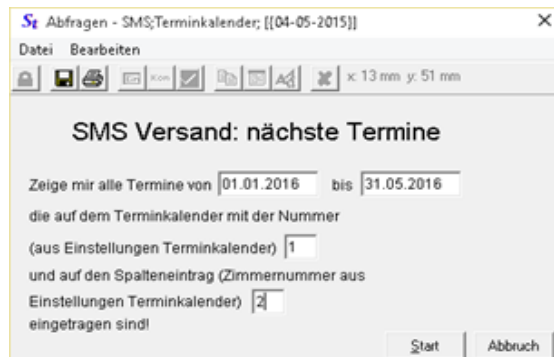 St Abfragen - SMS;Terminkalender; [[04-05-2015]]
Datei Bearbeiten
x: 13 mm y: 51 mm
SMS Versand: nächste Termine
Zeige mir alle Termine von 01.01.2016 bis 31.05.2016
die auf dem Terminkalender mit der Nummer
(aus Einstellungen Terminkalender) 1
und auf den Spalteneintrag (Zimmernummer aus
Einstellungen Terminkalender) 2
eingetragen sind!
Start Abbruch